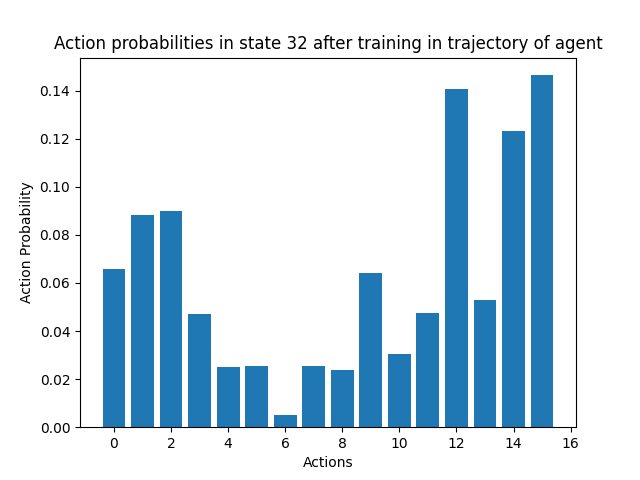 Action probabilities in state 32 after training in trajectory of agent
0.14
0.12
0.10
0.08
0.06
0.04
0.02
0.00
Action Probability
0 2 4 6 8 10 12 14 16
Actions